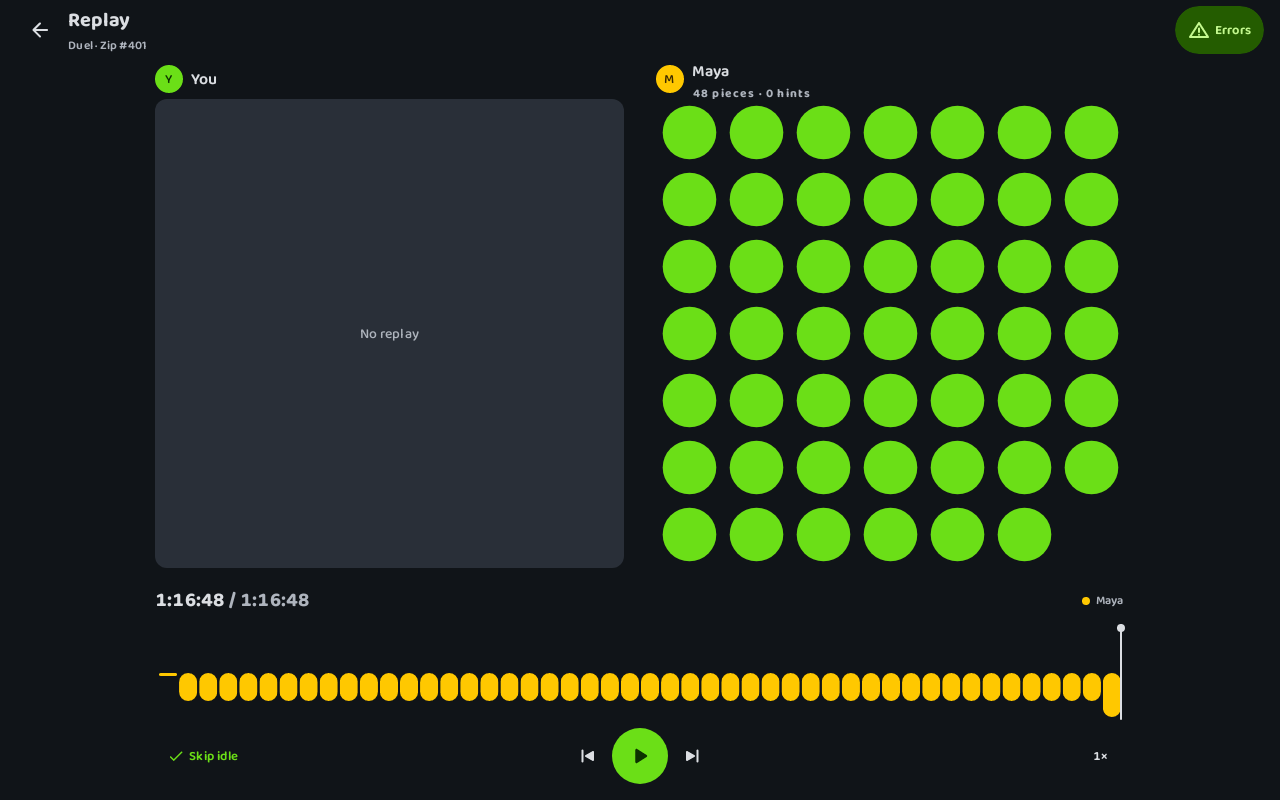 Replay
Duel · Zip #401
Errors
Y You
M Maya
48 pieces · 0 hints
No replay
1:16:48 / 1:16:48
Maya
Skip idle
1×